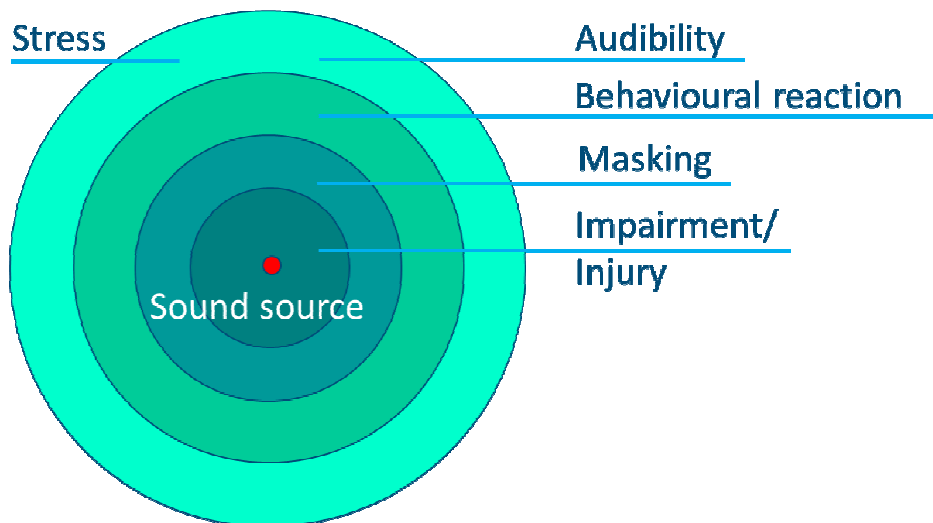 Stress
Audibility
Behavioural reaction
Masking
Impairment/
Injury
Sound source